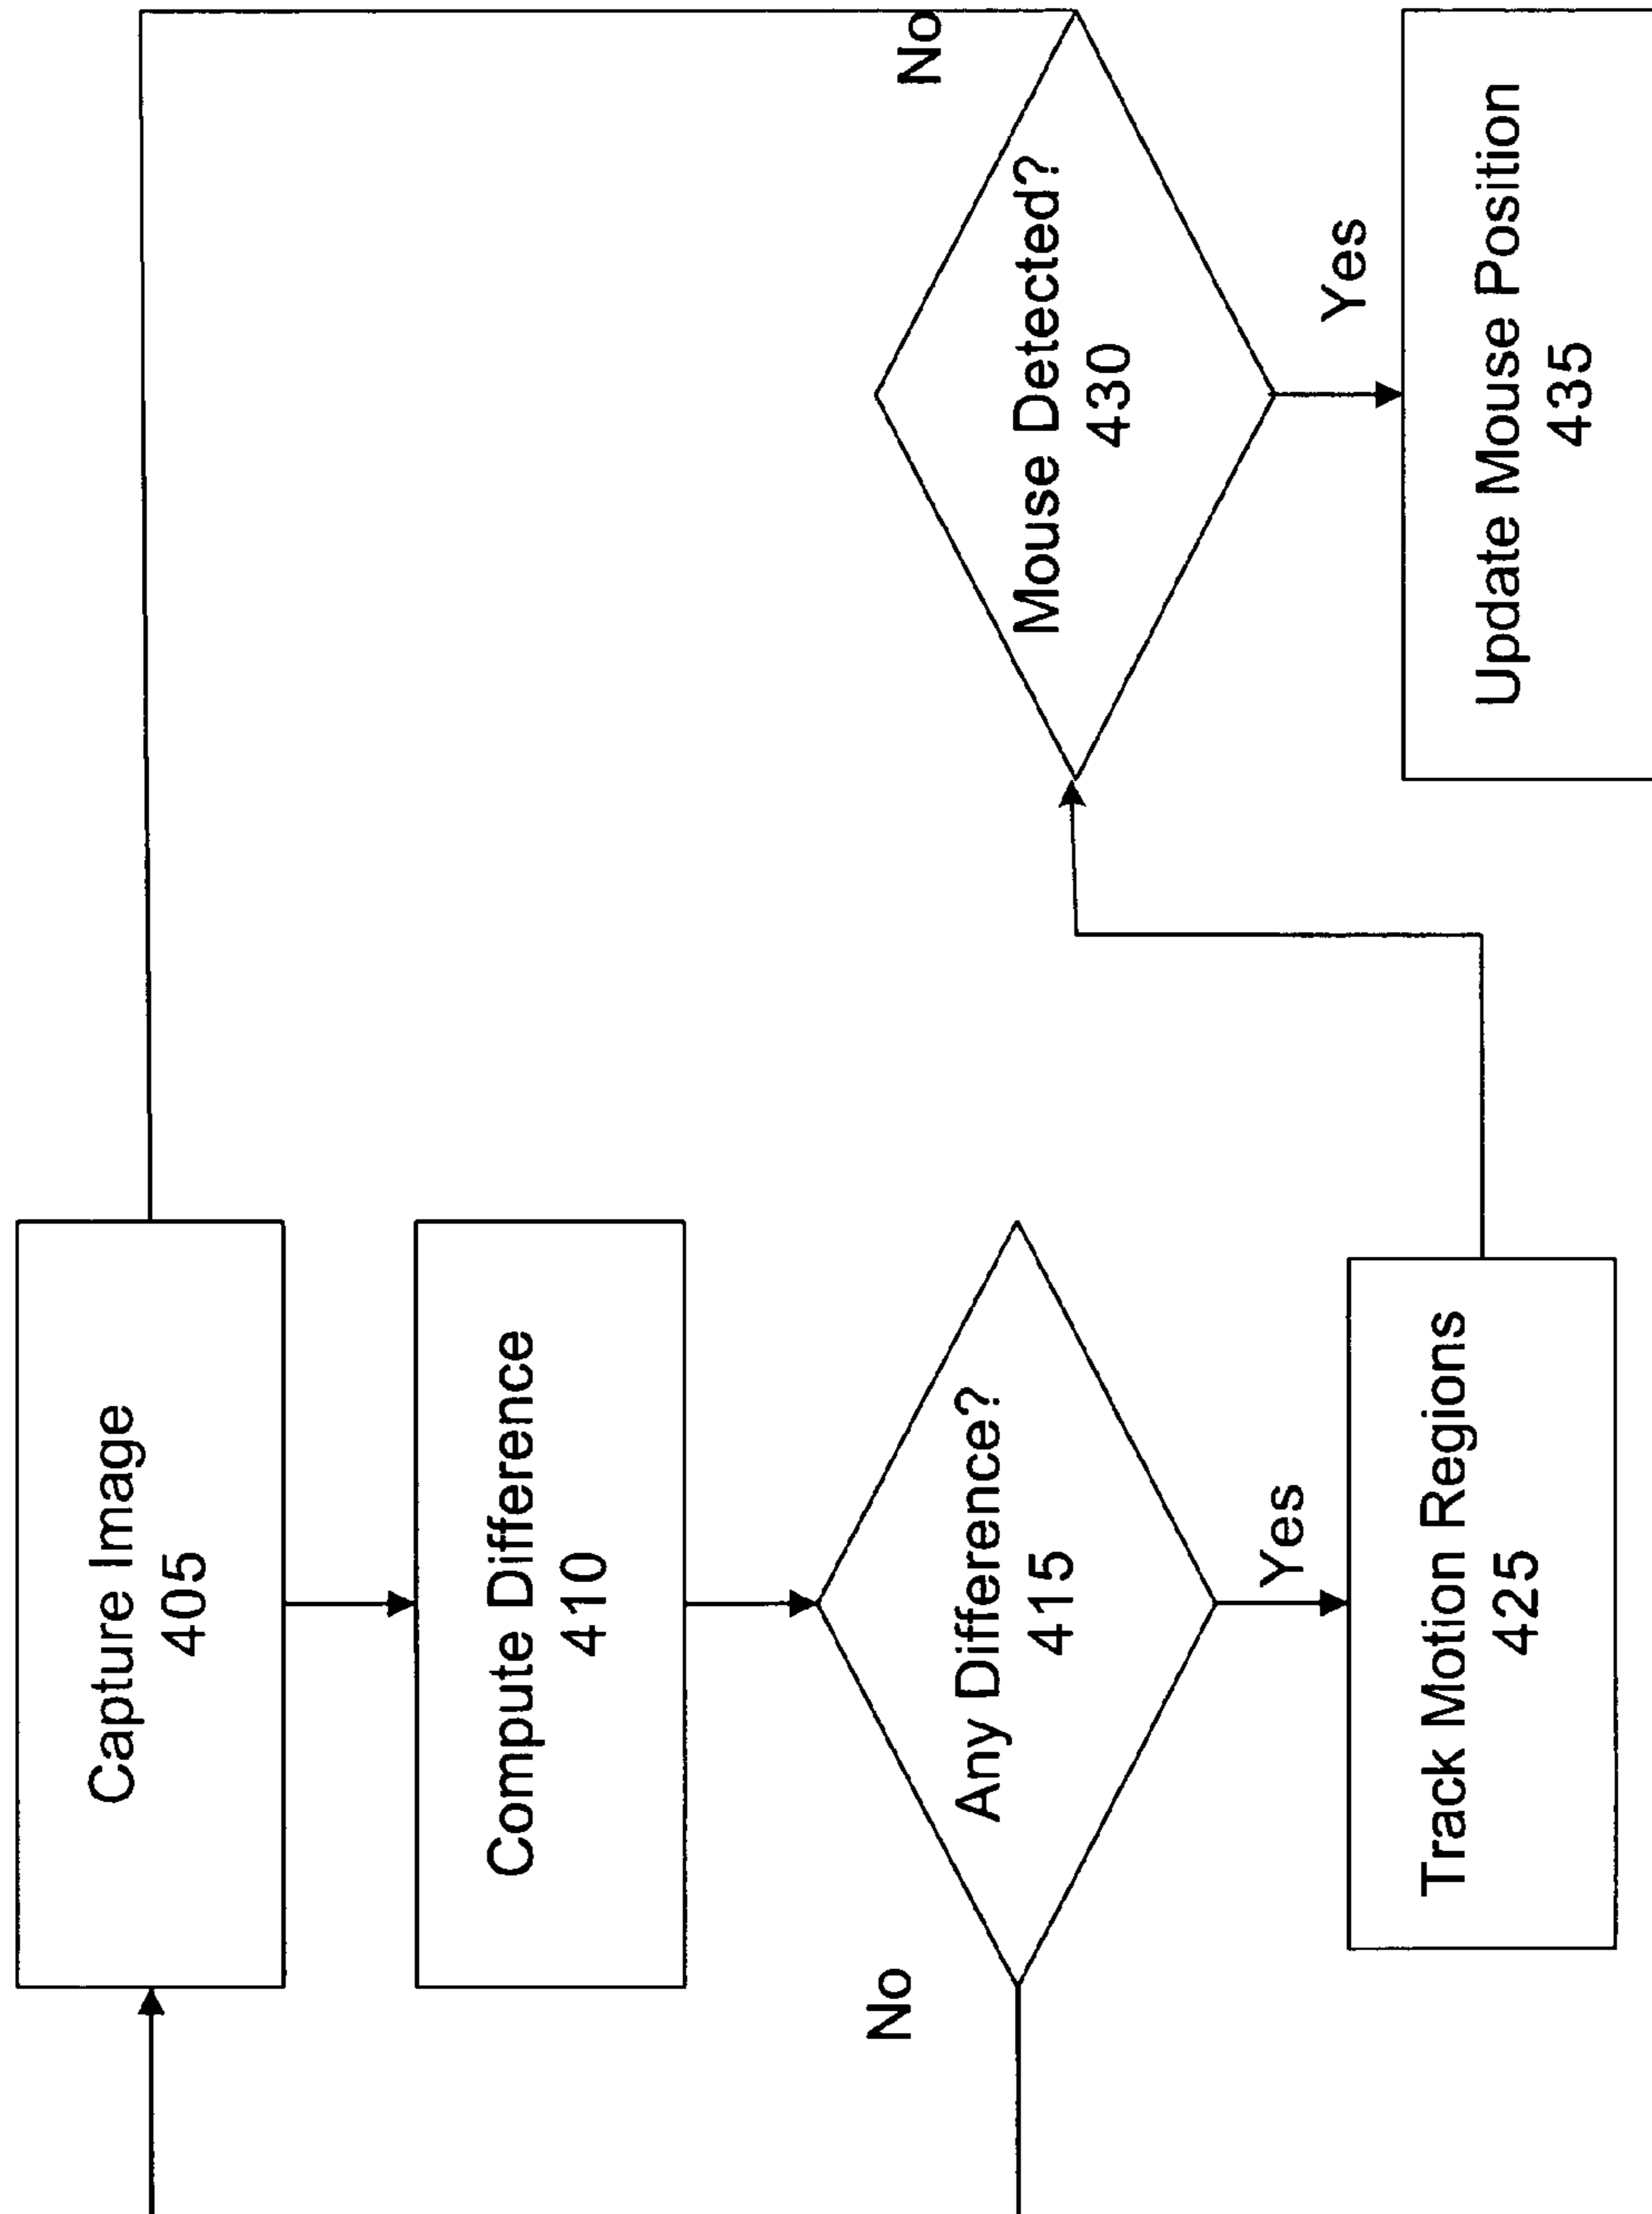 Capture Image
405
Compute Difference
410
Any Difference?
415
No
Yes
Track Motion Regions
425
Mouse Detected?
430
No
Yes
Update Mouse Position
435